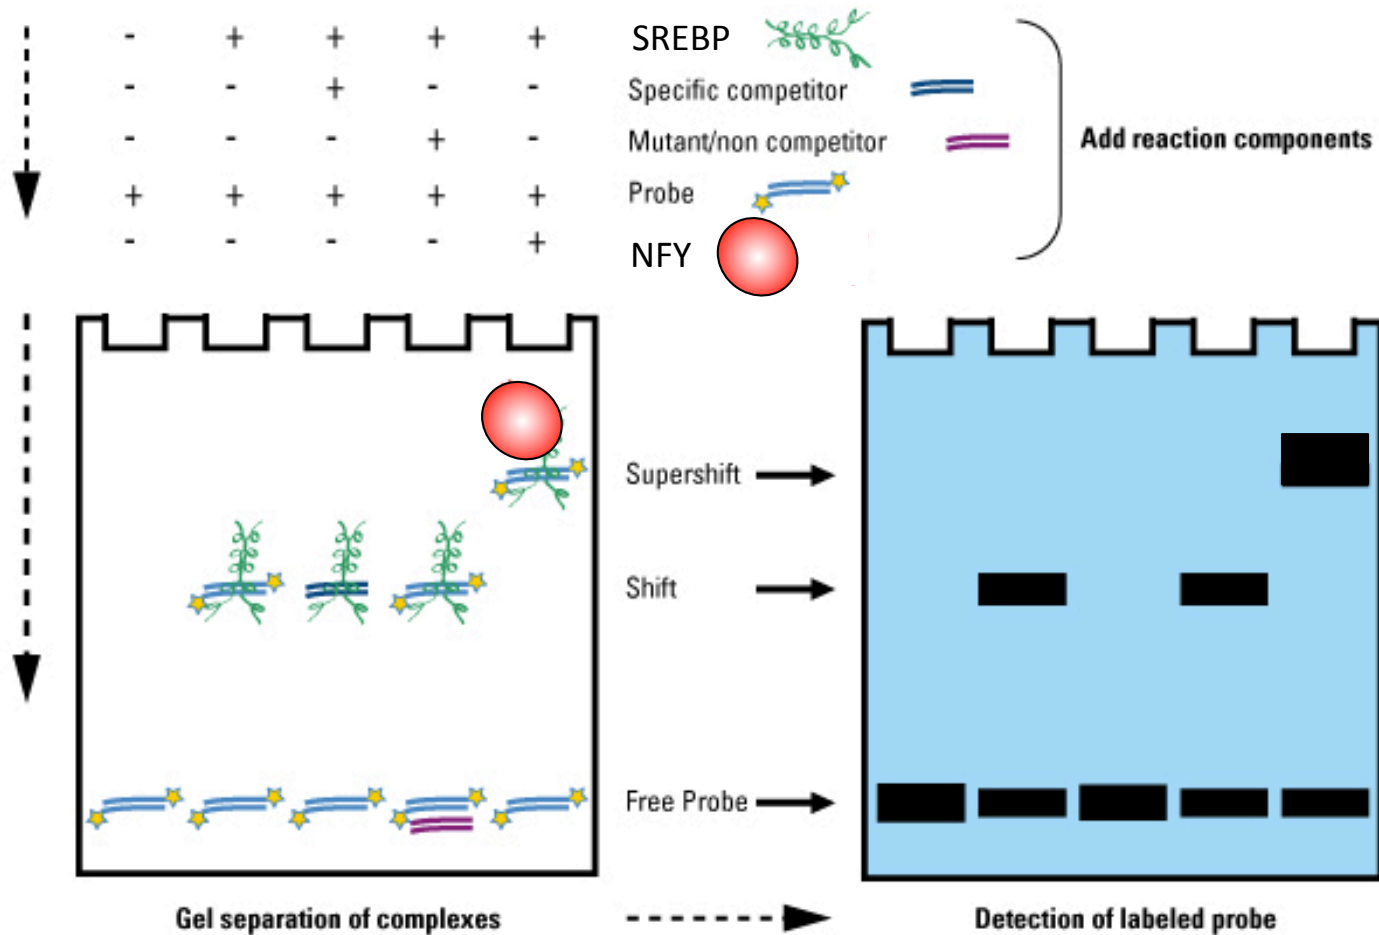 - + + + + SREBP
- - + - - Specific competitor
- - - + - Mutant/non competitor
+ + + + + Probe
- - - - + NFY
Add reaction components
Supershift
Shift
Free Probe
Gel separation of complexes
Detection of labeled probe